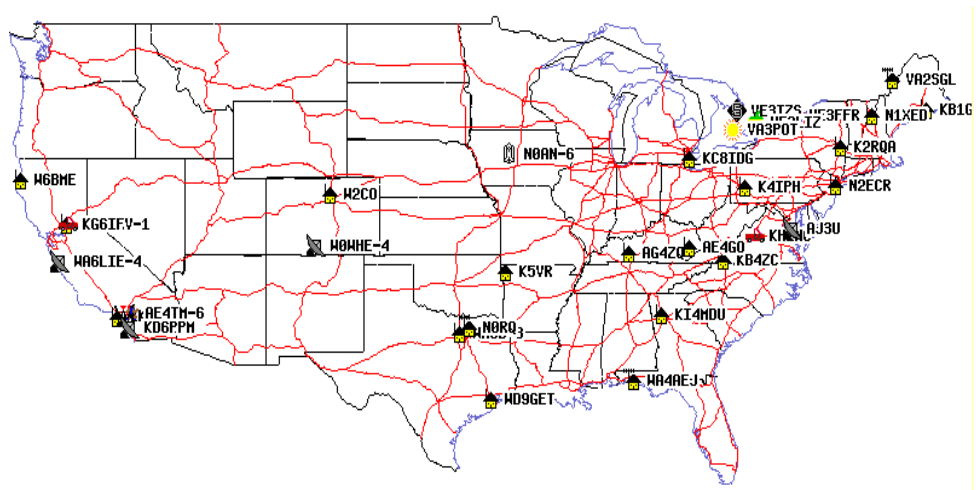 VA2SGL
VE3TZS
VE3FFR
N1XED
KB1G
VA3POT
N0AN-6
K2RQA
KC8IDG
W6BME
W2CO
K4IPH
N2ECR
KG6IFV-1
AJ3U
W0WHE-4
AG4ZQ
AE4GO
KB4ZC
WA6LIE-4
K5VR
AE4TM-6
KI4MDU
KD6PPM
N0RQ
WA4AEJ
WD9GET